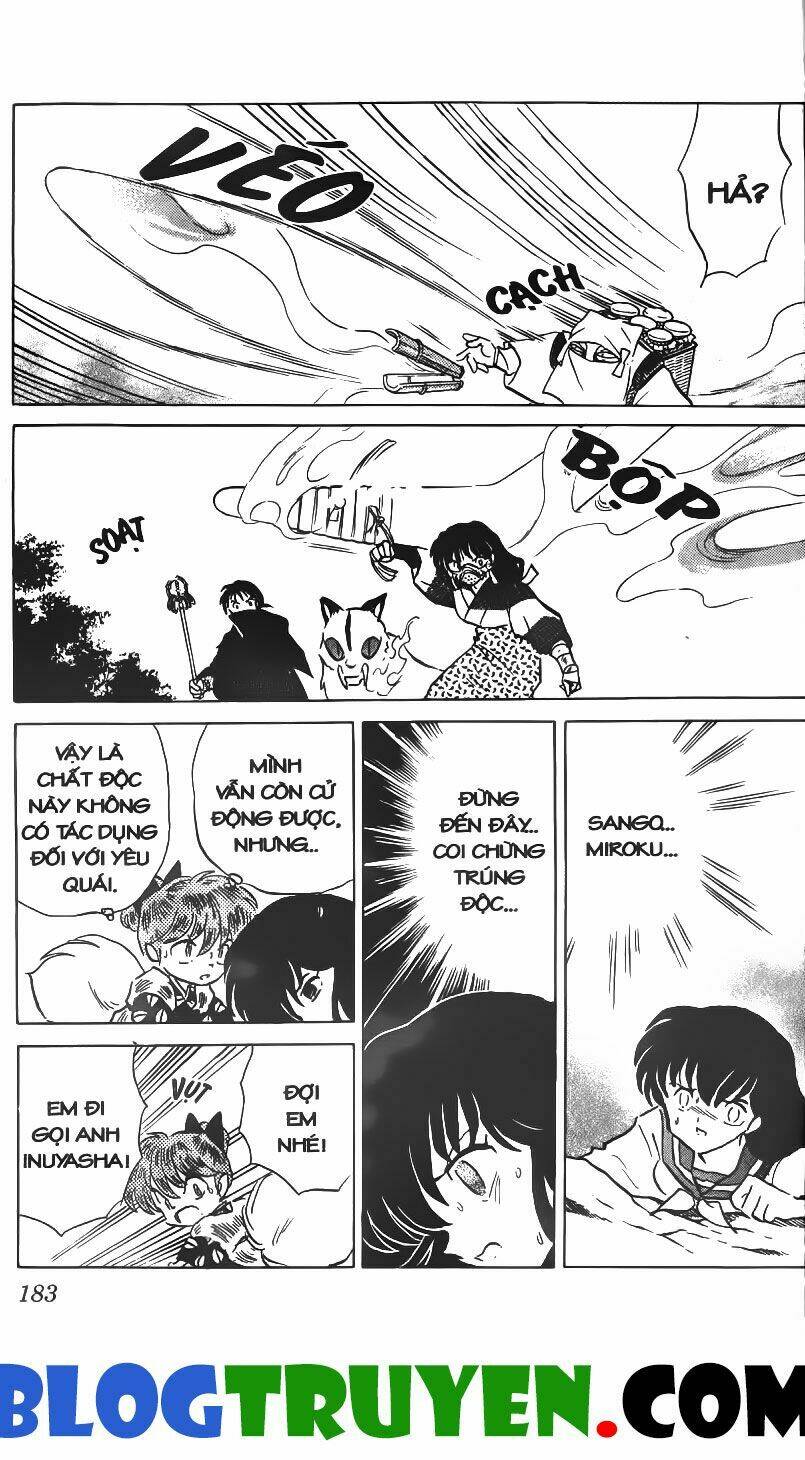 HẢ?
VÉO
CẠCH
BỘP
SOẠT
SANGO...
MIROKU...
ĐỪNG
ĐẾN ĐÂY...
COI CHỪNG
TRÚNG
ĐỘC...
MÌNH
VẪN CÒN CỬ
ĐỘNG ĐƯỢC,
NHƯNG...
VẬY LÀ
CHẤT ĐỘC
NÀY KHÔNG
CÓ TÁC DỤNG
ĐỐI VỚI YÊU
QUÁI.
ĐỢI
EM
NHÉ!
VỤT
EM ĐI
GỌI ANH
INUYASHA!
183
BLOGTRUYEN.COM